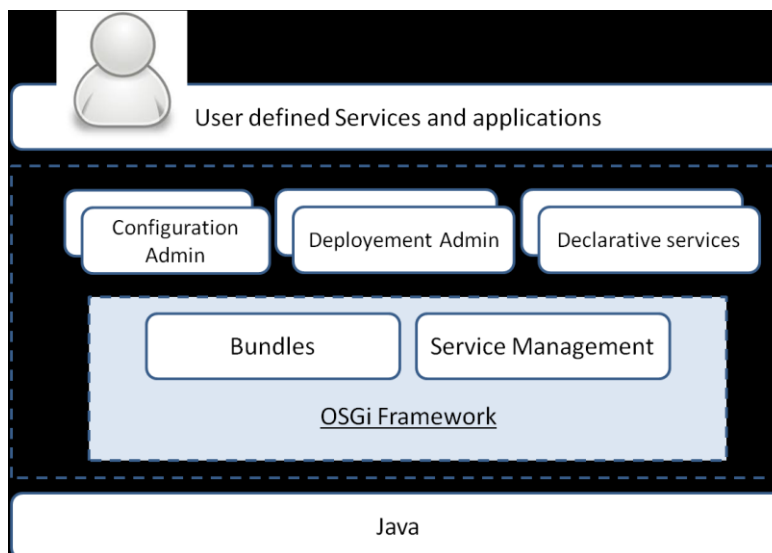 User defined Services and applications
Configuration
Admin
Deployement Admin
Declarative services
Bundles
Service Management
OSGi Framework
Java